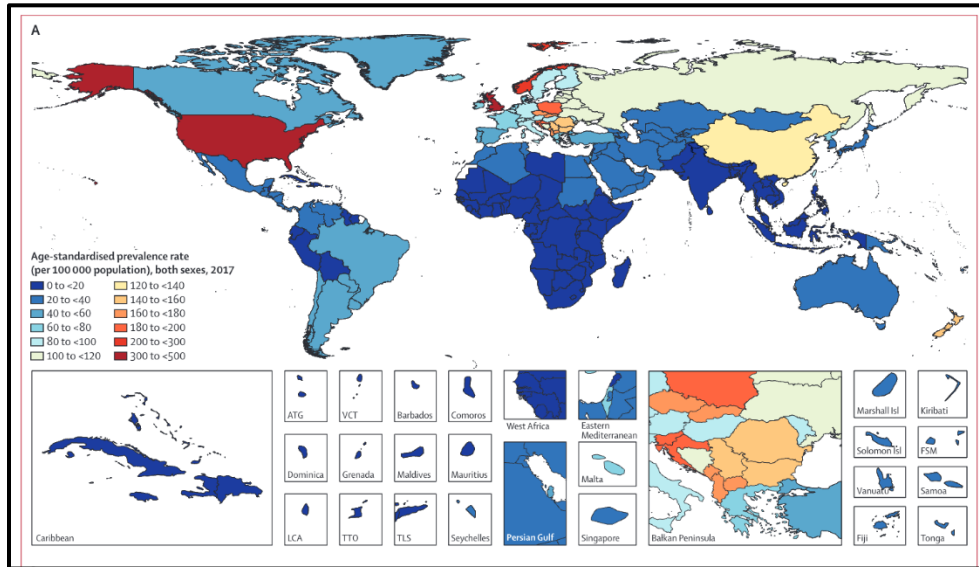 A
Age-standardised prevalence rate
(per 100 000 population), both sexes, 2017
0 to <20
20 to <40
40 to <60
60 to <80
80 to <100
100 to <120
120 to <140
140 to <160
160 to <180
180 to <200
200 to <300
300 to <500
Caribbean
ATG
VCT
Barbados
Comoros
Dominica
Grenada
Maldives
Mauritius
LCA
TTO
TLS
Seychelles
West Africa
Eastern
Mediterranean
Persian Gulf
Malta
Singapore
Balkan Peninsula
Marshall Isl
Kiribati
Solomon Isl
FSM
Vanuatu
Samoa
Fiji
Tonga